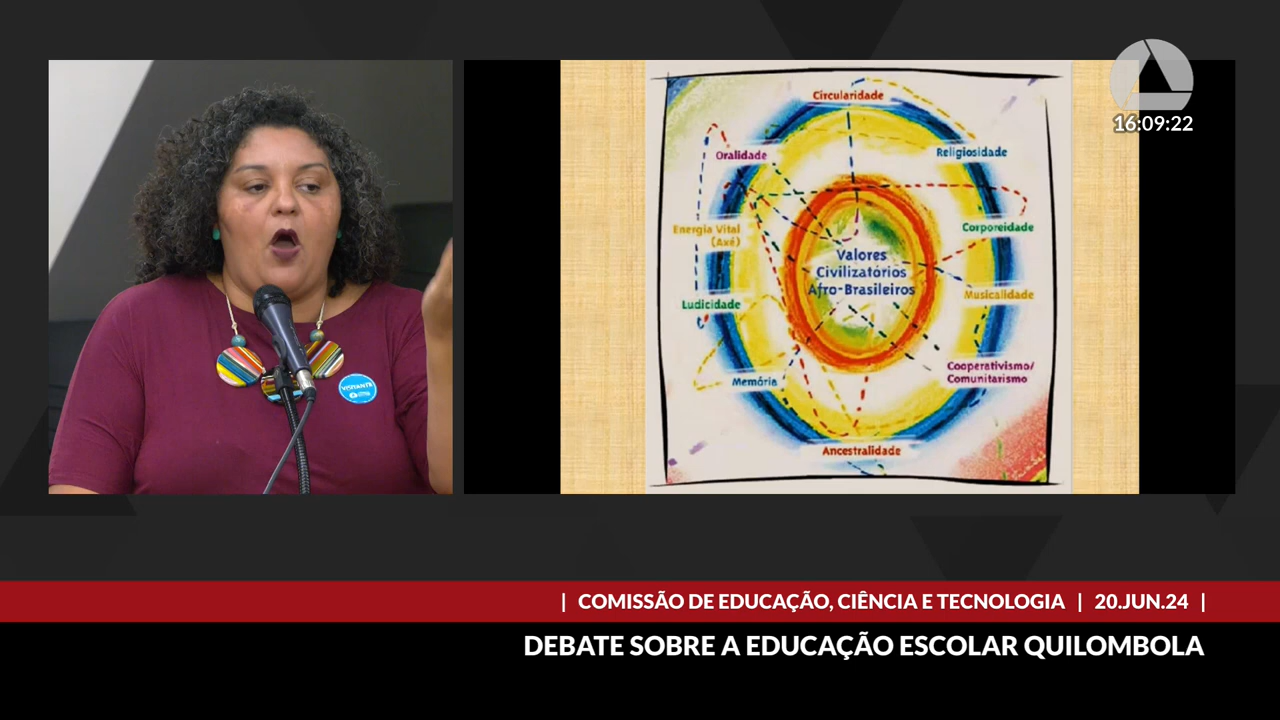 16:09:22
Circularidade
Oralidade
Religiosidade
Energia Vital
(Axé)
Corporeidade
Valores
Civilizatórios
Afro-Brasileiros
Ludicidade
Musicalidade
Memória
Cooperativismo/
Comunitarismo
Ancestralidade
VISITANTE
| COMISSÃO DE EDUCAÇÃO, CIÊNCIA E TECNOLOGIA | 20.JUN.24 |
DEBATE SOBRE A EDUCAÇÃO ESCOLAR QUILOMBOLA